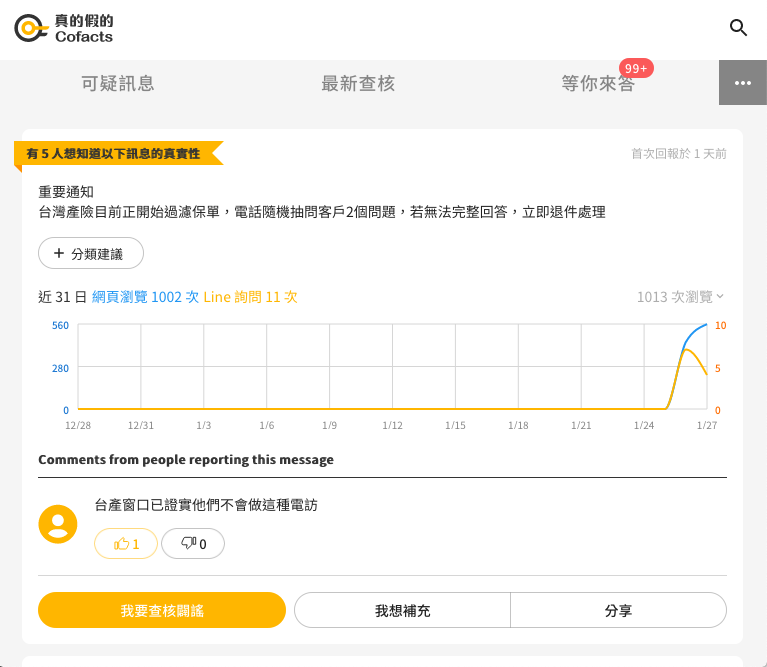 真的假的
Cofacts
可疑訊息
最新查核
等你來答
99+
有 5 人想知道以下訊息的真實性
首次回報於 1 天前
重要通知
台灣產險目前正開始過濾保單，電話隨機抽問客戶2個問題，若無法完整回答，立即退件處理
+ 分類建議
近 31 日 網頁瀏覽 1002 次 Line 詢問 11 次
1013 次瀏覽
560
10
280
5
0
0
12/28 12/31 1/3 1/6 1/9 1/12 1/15 1/18 1/21 1/24 1/27
Comments from people reporting this message
台產窗口已證實他們不會做這種電訪
1
0
我要查核闢謠
我想補充
分享